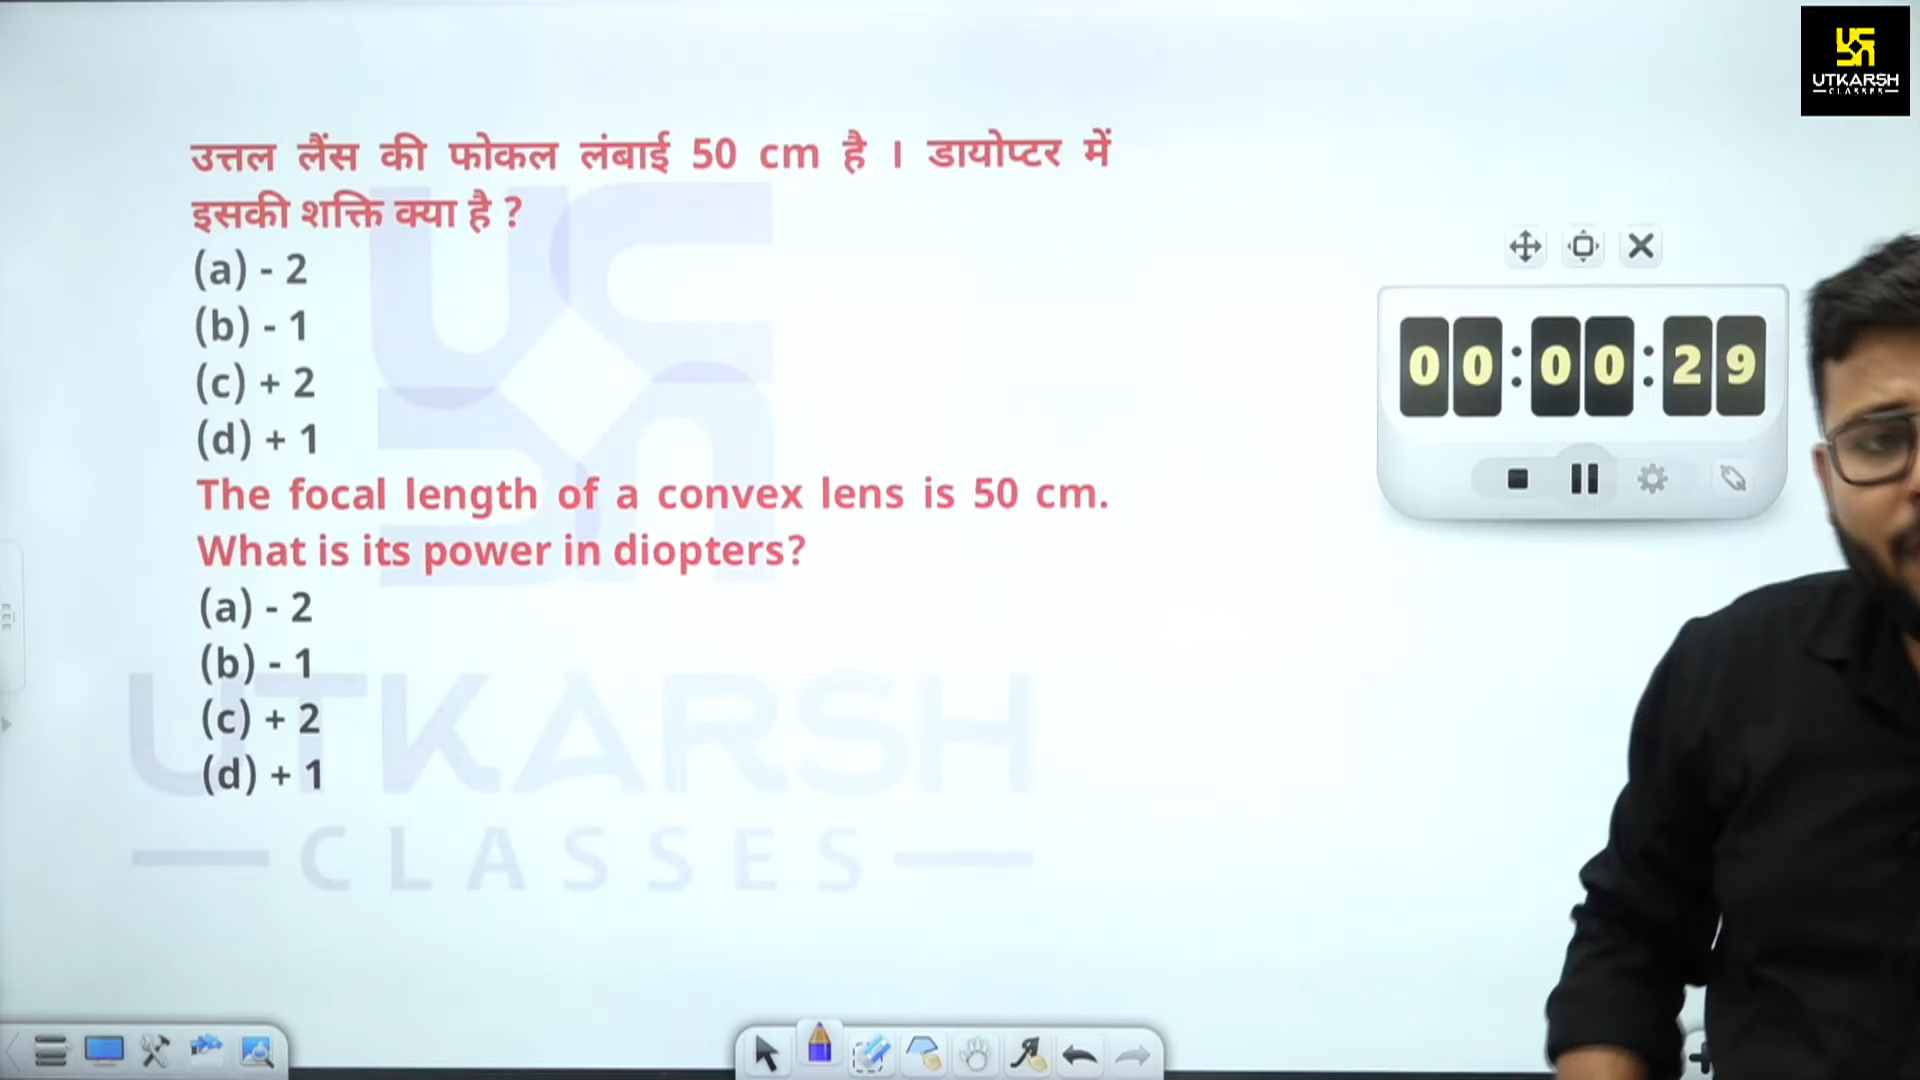 UTKARSH
CLASSES
उत्तल लैंस की फोकल लंबाई 50 cm है । डायोप्टर में
इसकी शक्ति क्या है ?
(a) - 2
(b) - 1
(c) + 2
(d) + 1
The focal length of a convex lens is 50 cm.
What is its power in diopters?
(a) - 2
(b) - 1
(c) + 2
(d) + 1
00:00:29
UTKARSH
CLASSES